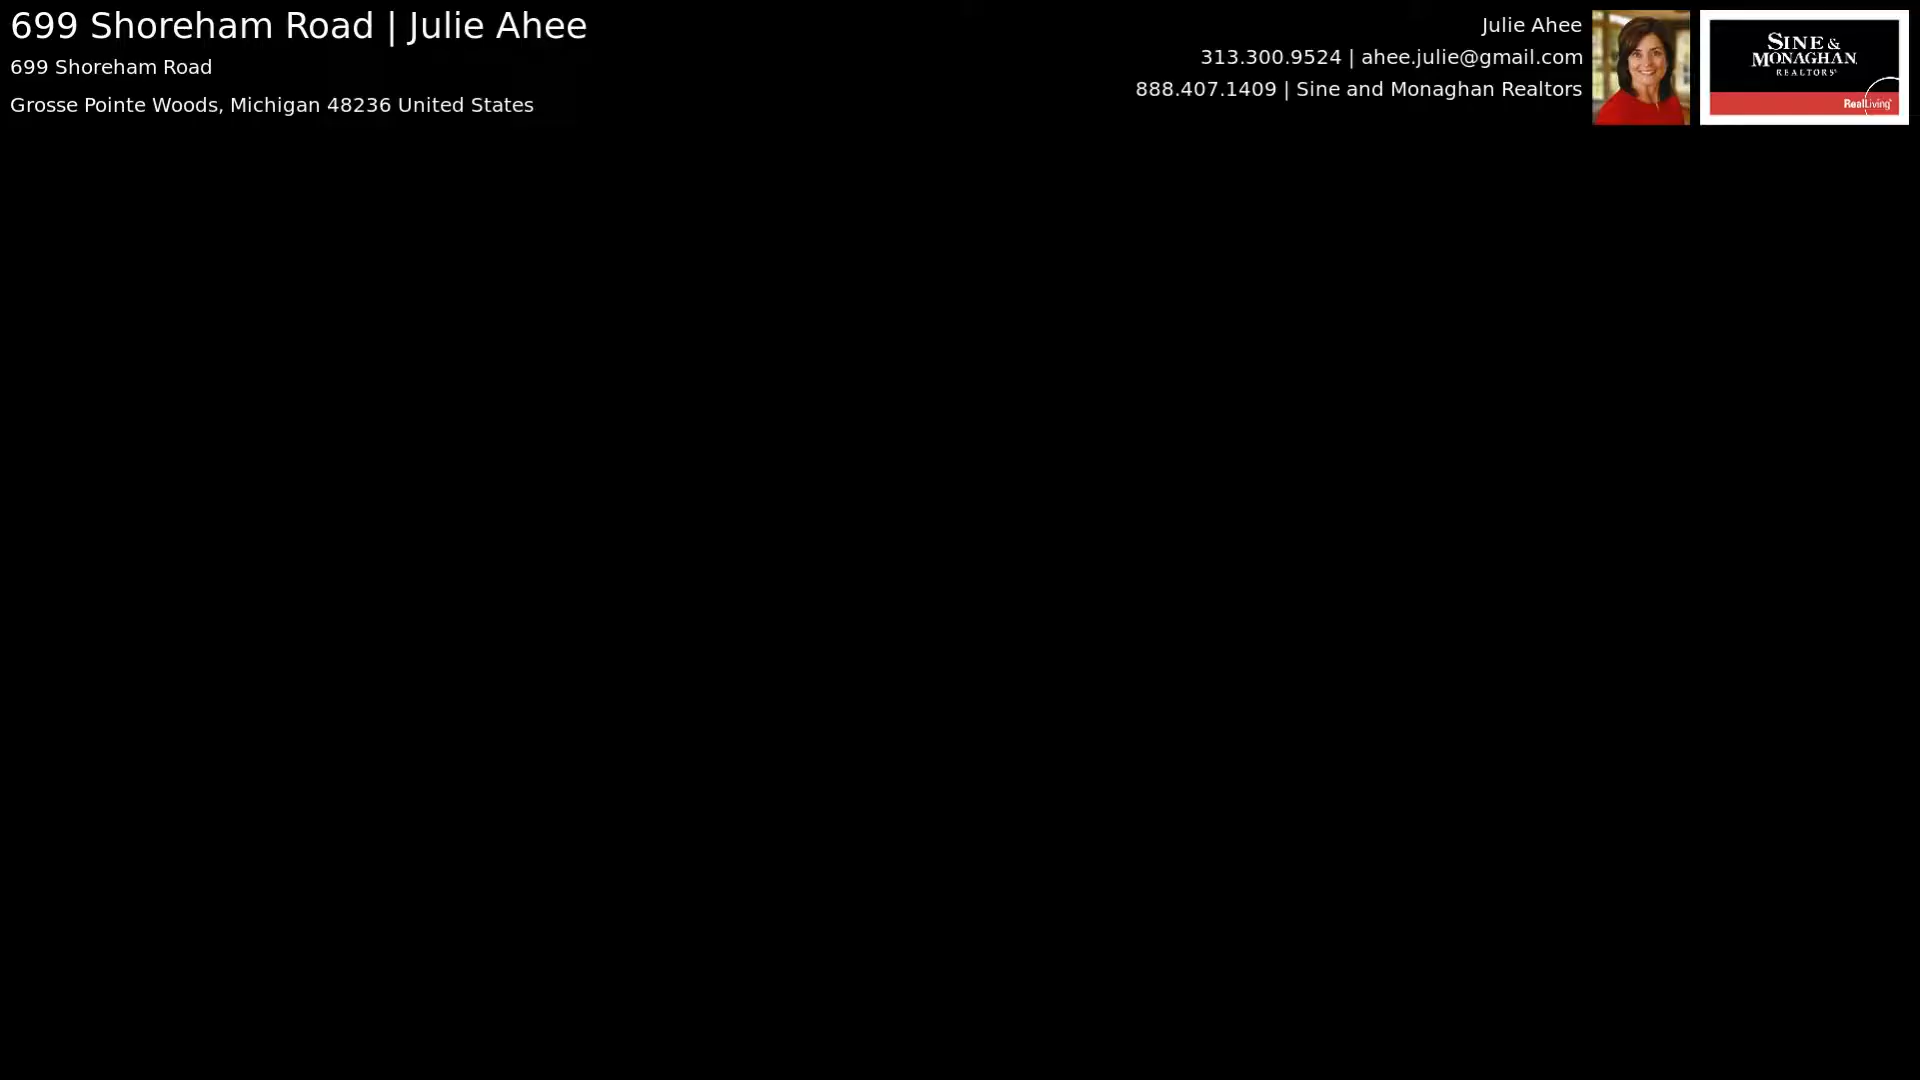 699 Shoreham Road | Julie Ahee
699 Shoreham Road
Grosse Pointe Woods, Michigan 48236 United States
Julie Ahee
313.300.9524 | ahee.julie@gmail.com
888.407.1409 | Sine and Monaghan Realtors
SINE &
MONAGHAN
REALTORS
RealLiving